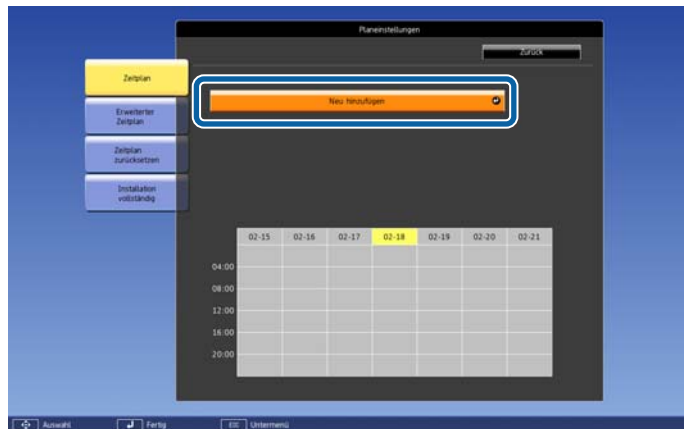 Planeinstellungen
Zurück
Zeitplan
Neu hinzufügen
Erweiterter
Zeitplan
Zeitplan
zurücksetzen
Installation
vollständig
02-15 02-16 02-17 02-18 02-19 02-20 02-21
04:00
08:00
12:00
16:00
20:00
Auswahl Fertig ESC Untermenü